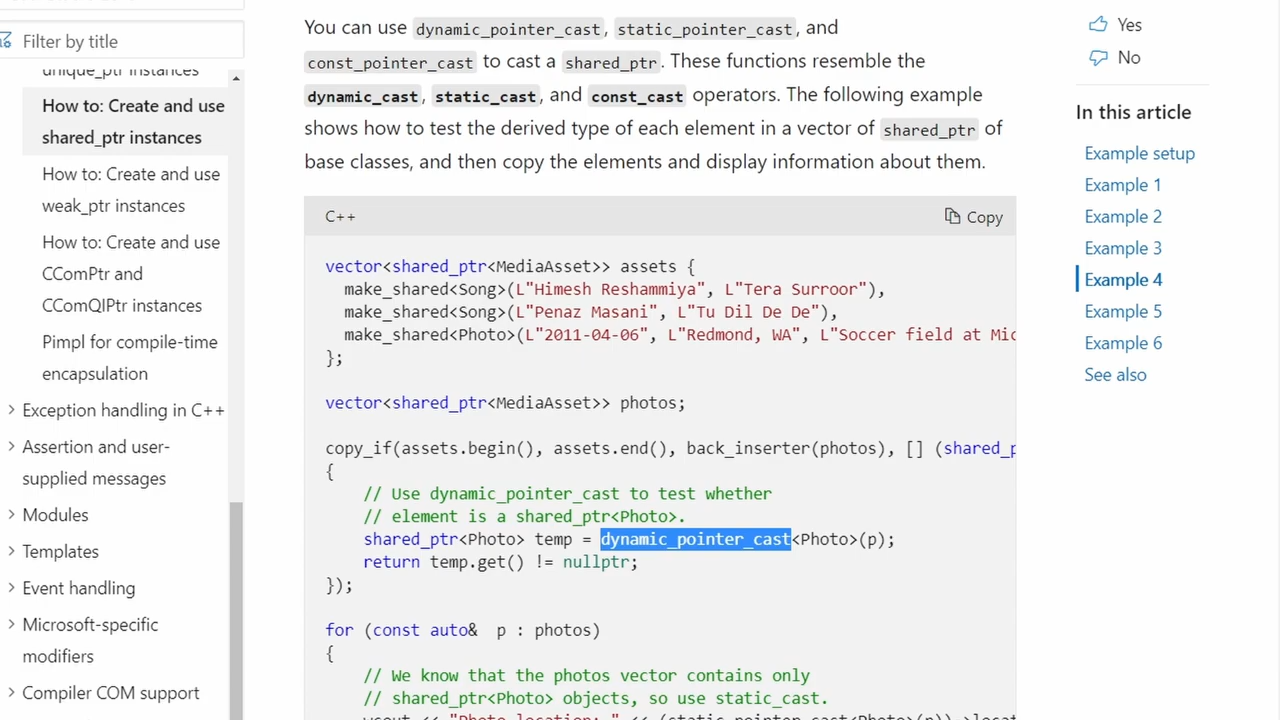 Filter by title
unique_ptr instances
How to: Create and use
shared_ptr instances
How to: Create and use
weak_ptr instances
How to: Create and use
CComPtr and
CComQIPtr instances
Pimpl for compile-time
encapsulation
Exception handling in C++
Assertion and user-
supplied messages
Modules
Templates
Event handling
Microsoft-specific
modifiers
Compiler COM support
You can use dynamic_pointer_cast, static_pointer_cast, and
const_pointer_cast to cast a shared_ptr. These functions resemble the
dynamic_cast, static_cast, and const_cast operators. The following example
shows how to test the derived type of each element in a vector of shared_ptr of
base classes, and then copy the elements and display information about them.
C++ Copy
vector<shared_ptr<MediaAsset>> assets {
make_shared<Song>(L"Himesh Reshammiya", L"Tera Surroor"),
make_shared<Song>(L"Penaz Masani", L"Tu Dil De De"),
make_shared<Photo>(L"2011-04-06", L"Redmond, WA", L"Soccer field at Mic
};
vector<shared_ptr<MediaAsset>> photos;
copy_if(assets.begin(), assets.end(), back_inserter(photos), [] (shared_p
{
// Use dynamic_pointer_cast to test whether
// element is a shared_ptr<Photo>.
shared_ptr<Photo> temp = dynamic_pointer_cast<Photo>(p);
return temp.get() != nullptr;
});
for (const auto& p : photos)
{
// We know that the photos vector contains only
// shared_ptr<Photo> objects, so use static_cast.
wcout << "Photo location: " << (static_pointer_cast<Photo>(p))->locat
Yes
No
In this article
Example setup
Example 1
Example 2
Example 3
Example 4
Example 5
Example 6
See also